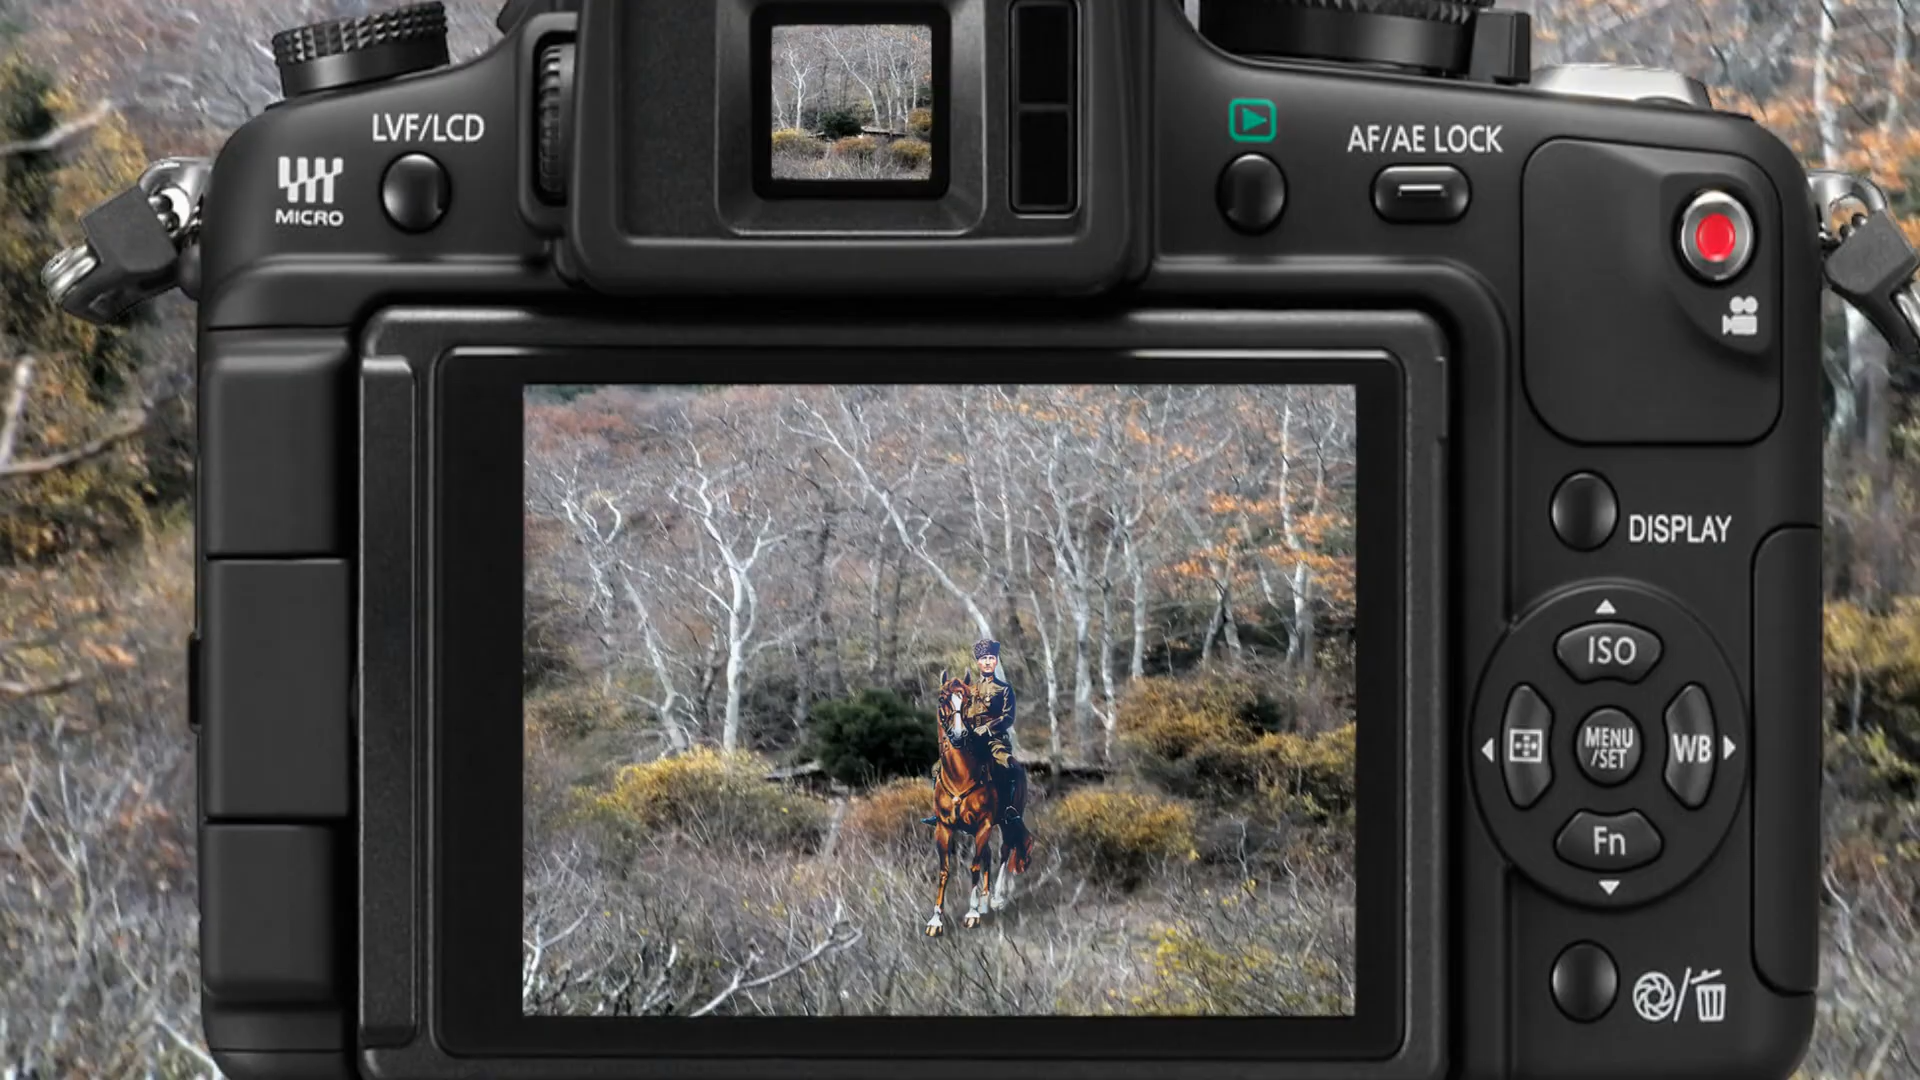 LVF/LCD
MICRO
AF/AE LOCK
DISPLAY
ISO
MENU
/SET
WB
Fn